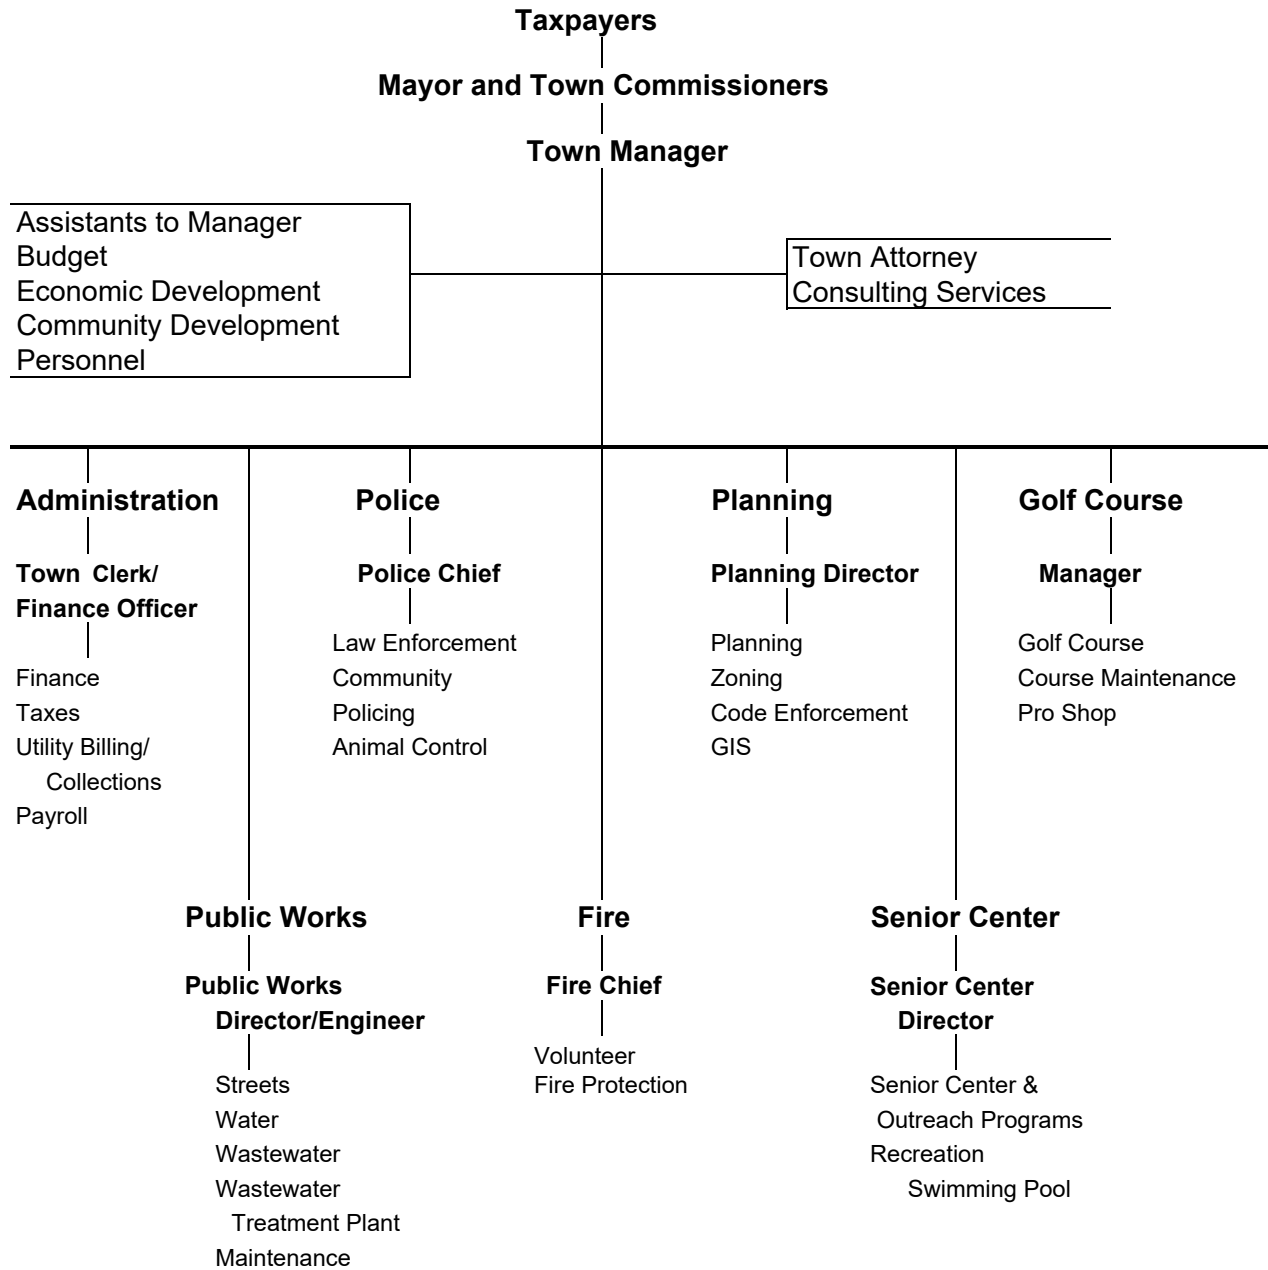 Taxpayers
Mayor and Town Commissioners
Town Manager
Assistants to Manager
Budget
Economic Development
Community Development
Personnel
Town Attorney
Consulting Services
Administration
Town Clerk/
Finance Officer
Finance
Taxes
Utility Billing/
Collections
Payroll
Police
Police Chief
Law Enforcement
Community
Policing
Animal Control
Planning
Planning Director
Planning
Zoning
Code Enforcement
GIS
Golf Course
Manager
Golf Course
Course Maintenance
Pro Shop
Public Works
Public Works
Director/Engineer
Streets
Water
Wastewater
Wastewater
Treatment Plant
Maintenance
Fire
Fire Chief
Volunteer
Fire Protection
Senior Center
Senior Center
Director
Senior Center &
Outreach Programs
Recreation
Swimming Pool